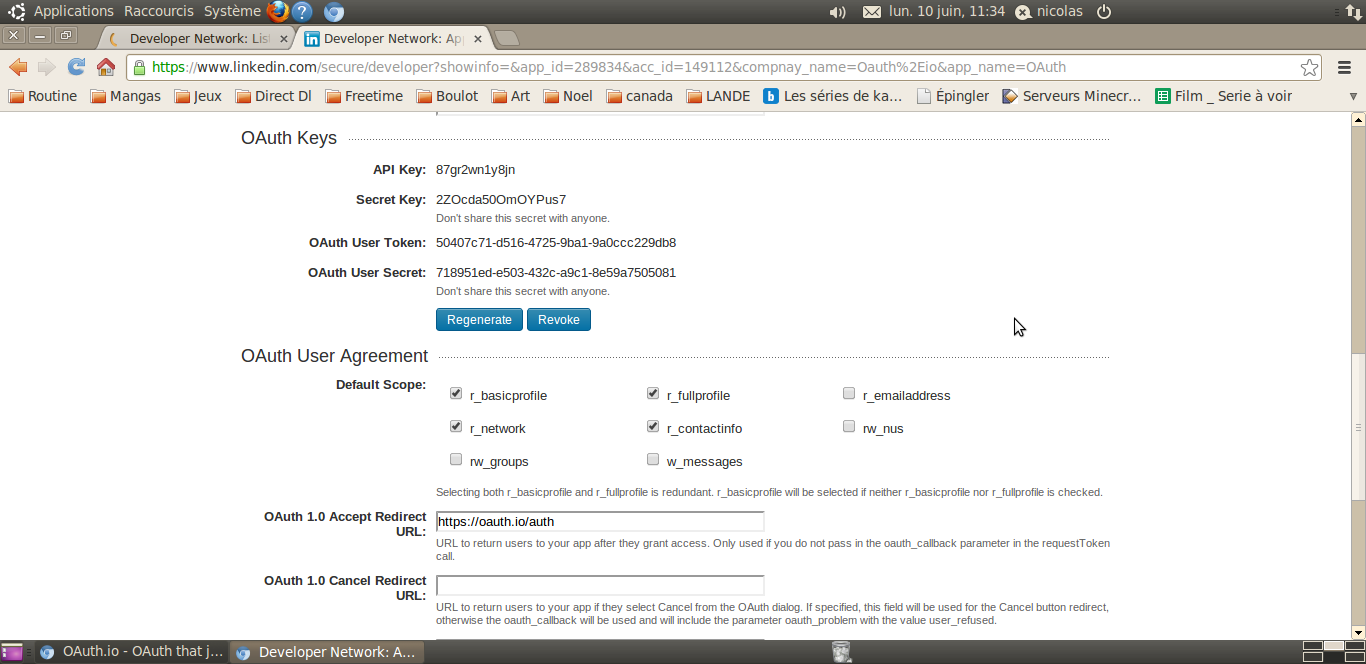 Applications Raccourcis Système lun. 10 juin, 11:34 nicolas
Developer Network: List Developer Network: App
https://www.linkedin.com/secure/developer?showinfo=&app_id=289834&acc_id=149112&compnay_name=Oauth%2Eio&app_name=OAuth
Routine Mangas Jeux Direct Dl Freetime Boulot Art Noel canada LANDE Les séries de ka... Épingler Serveurs Minecr... Film _ Serie à voir
OAuth Keys
API Key: 87gr2wn1y8jn
Secret Key: 2ZOcda50OmOYPus7
Don't share this secret with anyone.
OAuth User Token: 50407c71-d516-4725-9ba1-9a0ccc229db8
OAuth User Secret: 718951ed-e503-432c-a9c1-8e59a7505081
Don't share this secret with anyone.
Regenerate Revoke
OAuth User Agreement
Default Scope:
r_basicprofile r_fullprofile r_emailaddress
r_network r_contactinfo rw_nus
rw_groups w_messages
Selecting both r_basicprofile and r_fullprofile is redundant. r_basicprofile will be selected if neither r_basicprofile nor r_fullprofile is checked.
OAuth 1.0 Accept Redirect
URL:
https://oauth.io/auth
URL to return users to your app after they grant access. Only used if you do not pass in the oauth_callback parameter in the requestToken
call.
OAuth 1.0 Cancel Redirect
URL:
URL to return users to your app if they select Cancel from the OAuth dialog. If specified, this field will be used for the Cancel button redirect,
otherwise the oauth_callback will be used and will include the parameter oauth_problem with the value user_refused.
OAuth.io - OAuth that j... Developer Network: A...